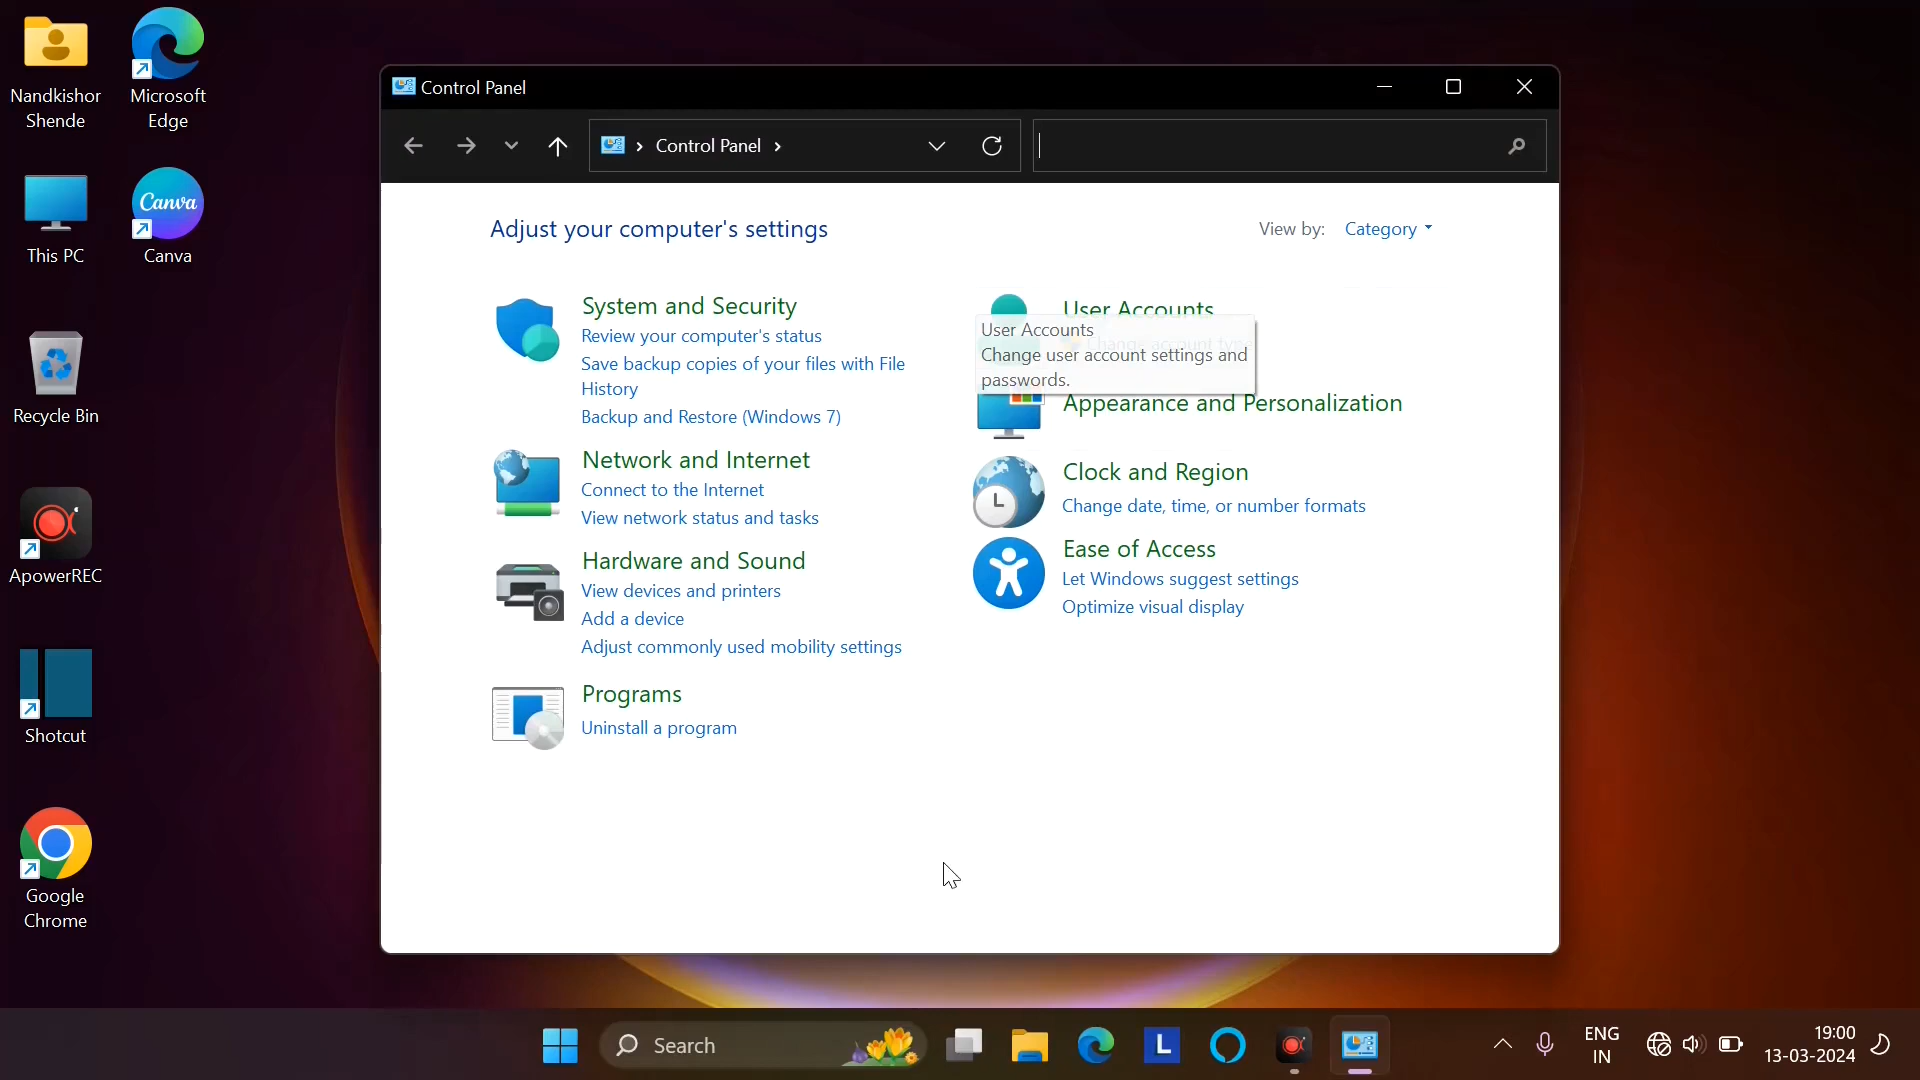 Nandkishor
Shende
Microsoft
Edge
This PC
Canva
Canva
Recycle Bin
ApowerREC
Shotcut
Google
Chrome
Control Panel
Control Panel
Adjust your computer's settings
View by: Category
System and Security
Review your computer's status
Save backup copies of your files with File
History
Backup and Restore (Windows 7)
Network and Internet
Connect to the Internet
View network status and tasks
Hardware and Sound
View devices and printers
Add a device
Adjust commonly used mobility settings
Programs
Uninstall a program
User Accounts
User Accounts
Change user account settings and
passwords.
Appearance and Personalization
Clock and Region
Change date, time, or number formats
Ease of Access
Let Windows suggest settings
Optimize visual display
Search
L
ENG
IN
19:00
13-03-2024